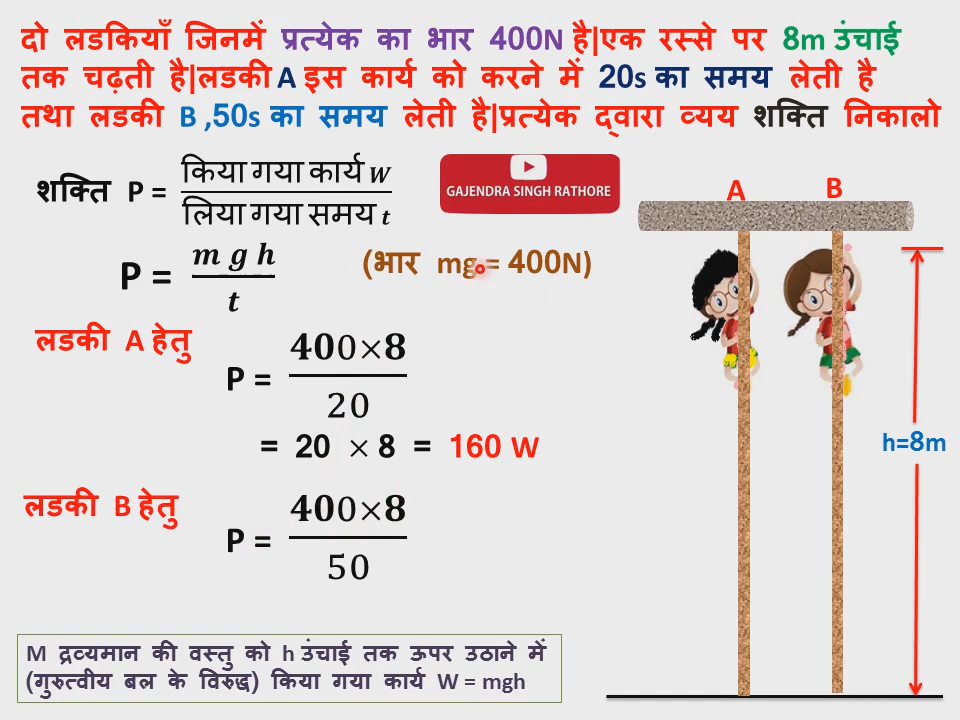 दो लडकियाँ जिनमें प्रत्येक का भार 400N है|एक रस्से पर 8m उंचाई
तक चढ़ती है|लडकी A इस कार्य को करने में 20s का समय लेती है
तथा लडकी B ,50s का समय लेती है|प्रत्येक द्वारा व्यय शक्ति निकालो
शक्ति P = किया गया कार्य W
लिया गया समय t
GAJENDRA SINGH RATHORE
A B
P = m g h
t
(भार mg = 400N)
लडकी A हेतु
P = 400×8
20
= 20 × 8 = 160 W
h=8m
लडकी B हेतु
P = 400×8
50
M द्रव्यमान की वस्तु को h उंचाई तक ऊपर उठाने में
(गुरुत्वीय बल के विरुद्ध) किया गया कार्य W = mgh